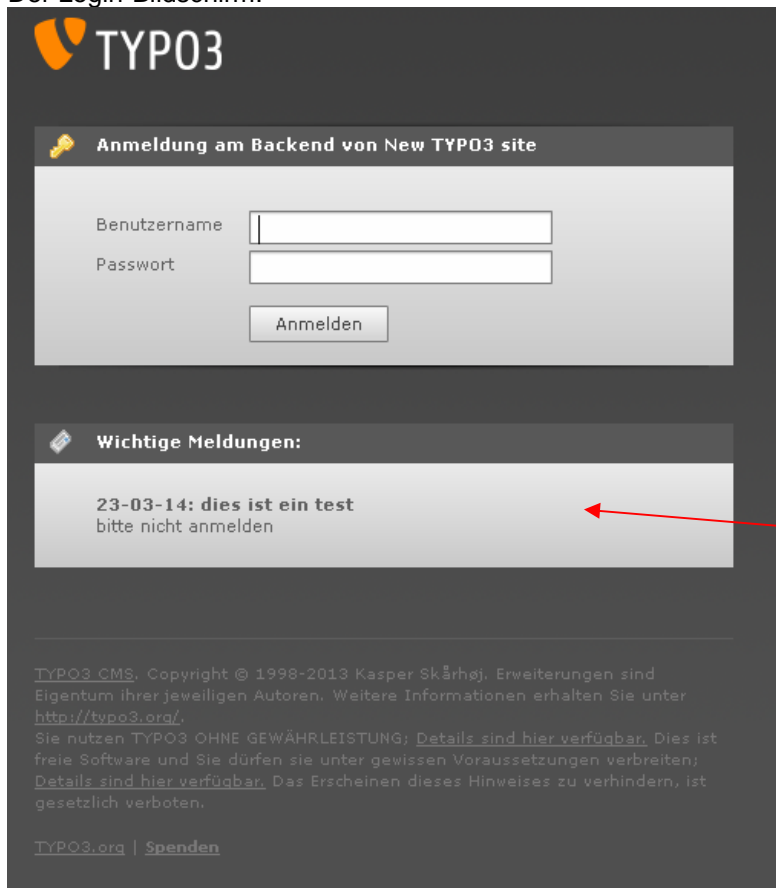 Der Login-Bildschirm:
TYPO3
Anmeldung am Backend von New TYPO3 site
Benutzername
Passwort
Anmelden
Wichtige Meldungen:
23-03-14: dies ist ein test
bitte nicht anmelden
TYPO3 CMS. Copyright © 1998-2013 Kasper Skårhøj. Erweiterungen sind
Eigentum ihrer jeweiligen Autoren. Weitere Informationen erhalten Sie unter
http://typo3.org/.
Sie nutzen TYPO3 OHNE GEWÄHRLEISTUNG; Details sind hier verfügbar. Dies ist
freie Software und Sie dürfen sie unter gewissen Voraussetzungen verbreiten;
Details sind hier verfügbar. Das Erscheinen dieses Hinweises zu verhindern, ist
gesetzlich verboten.
TYPO3.org | Spenden